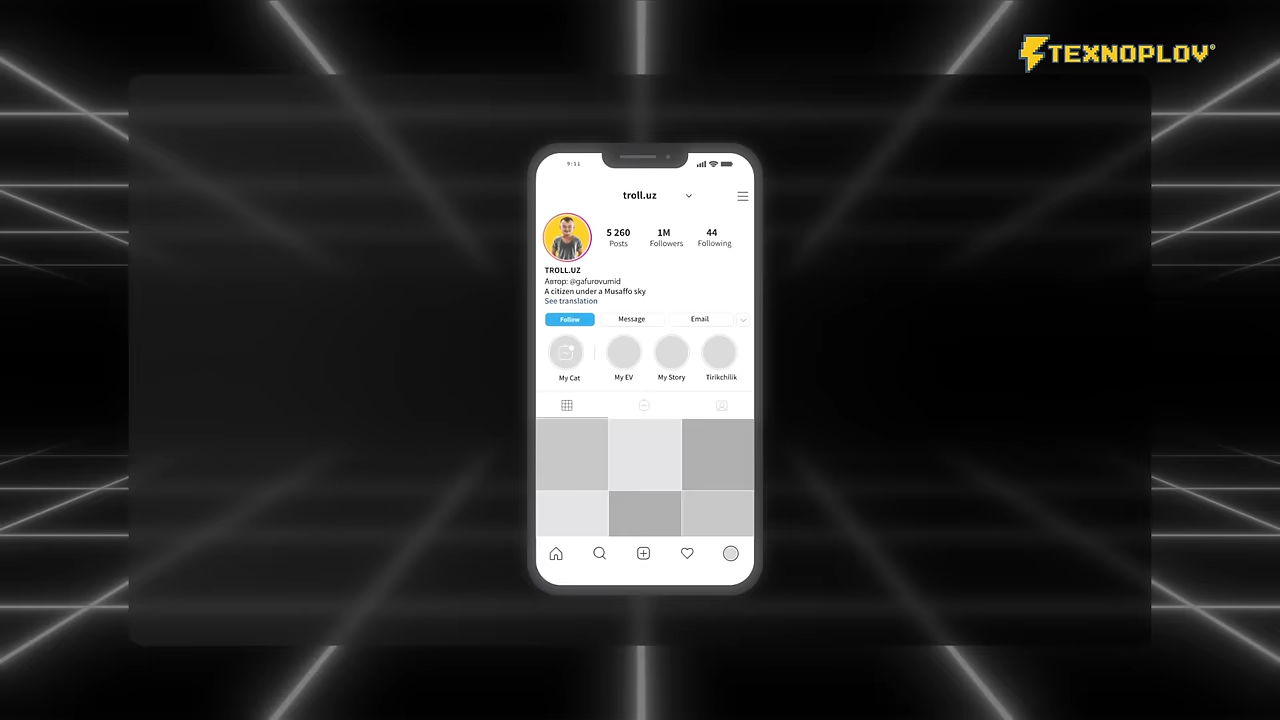 TEXNOPLOV
9:11
troll.uz
5 260
1M
44
Posts
Followers
Following
TROLL.UZ
Автор: @gafurovumid
A citizen under a Musaffo sky
See translation
Follow
Message
Email
My Cat
My EV
My Story
Tirikchilik